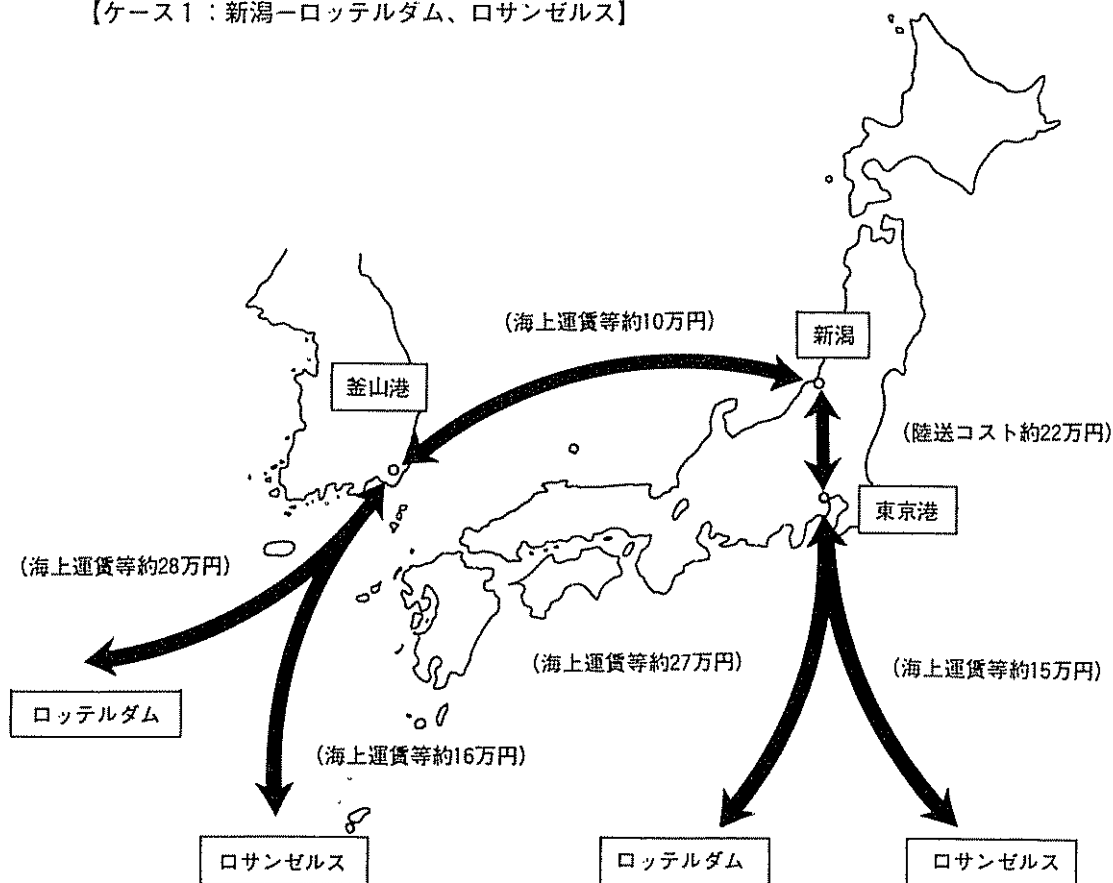 【ケース1：新潟ーロッテルダム、ロサンゼルス】
(海上運賃等約10万円)
新潟
釜山港
(陸送コスト約22万円)
東京港
(海上運賃等約28万円)
(海上運賃等約27万円)
(海上運賃等約15万円)
ロッテルダム
(海上運賃等約16万円)
ロサンゼルス
ロッテルダム
ロサンゼルス